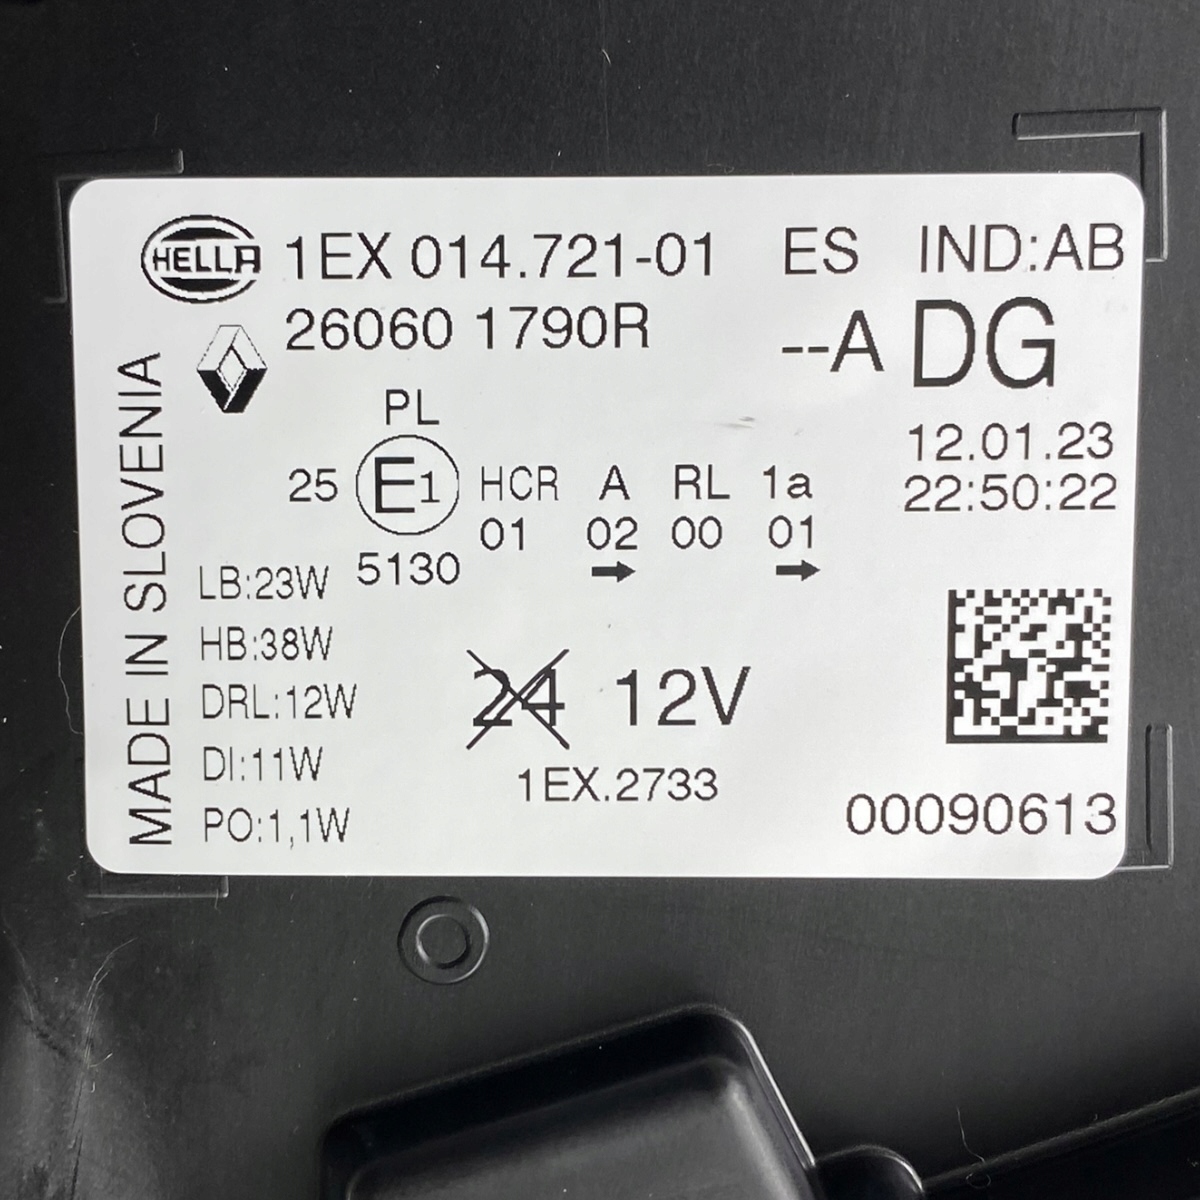 HELLA 1EX 014.721-01 ES IND:AB
26060 1790R --A DG
PL
12.01.23
25 E1 HCR A RL 1a
22:50:22
01 02 00 01
5130
LB:23W
HB:38W
DRL:12W
24 12V
DI:11W
1EX.2733
PO:1,1W
00090613
MADE IN SLOVENIA